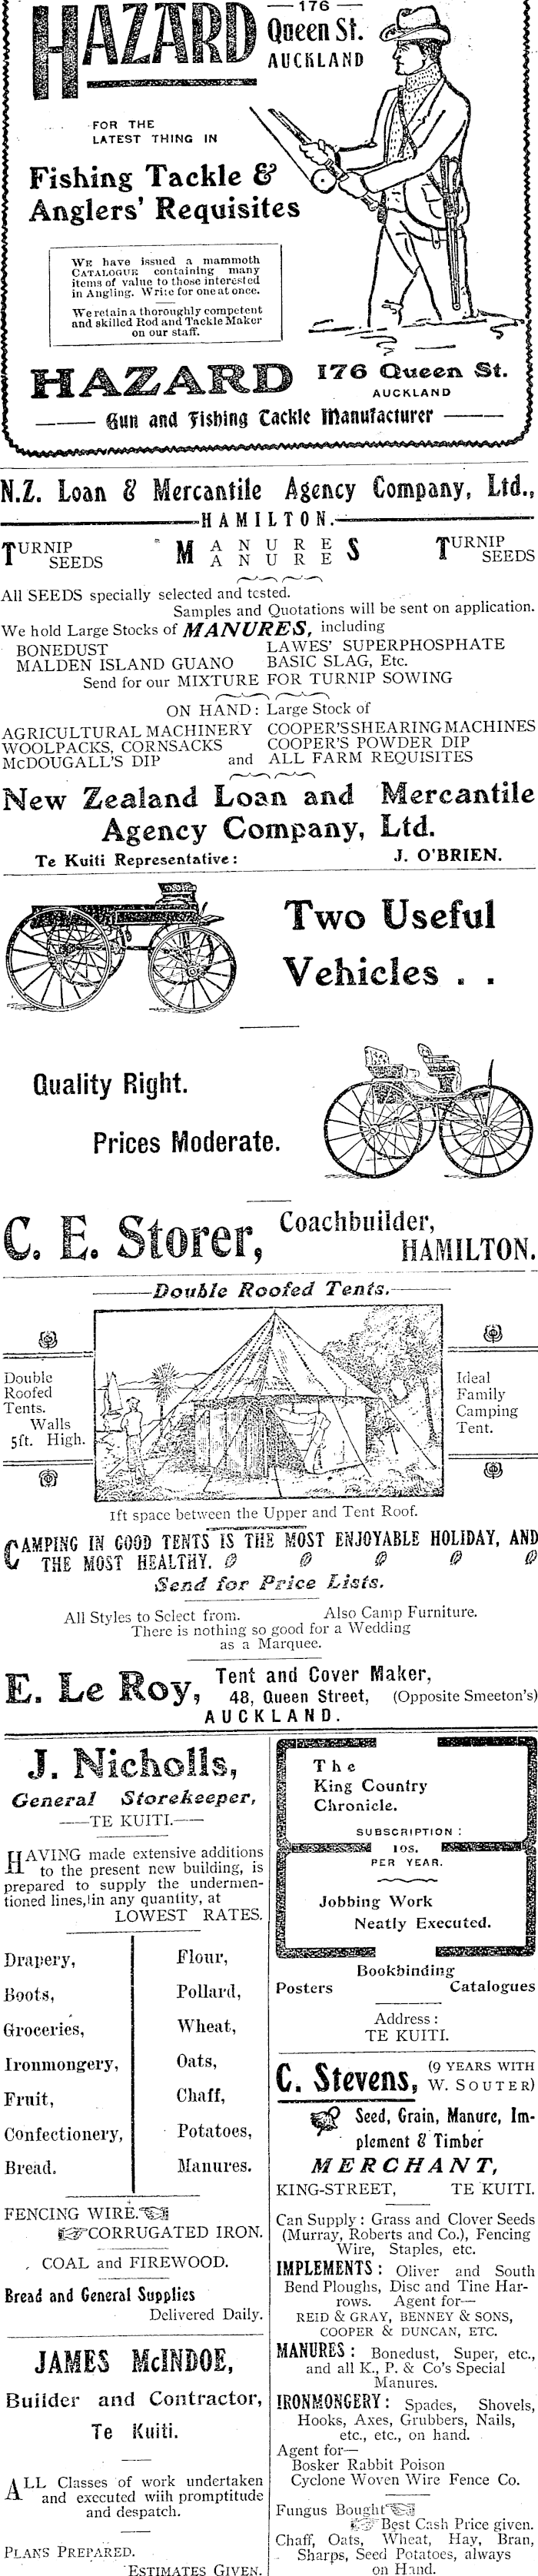 HAZARD
— 176 —
Queen St.
AUCKLAND
FOR THE
LATEST THING IN
Fishing Tackle &
Anglers' Requisites
WE have issued a mammoth
CATALOGUE containing many
items of value to those interested
in Angling. Write for one at once.
We retain a thoroughly competent
and skilled Rod and Tackle Maker
on our staff.
HAZARD 176 Queen St.
AUCKLAND
Gun and Fishing Tackle Manufacturer
N.Z. Loan & Mercantile Agency Company, Ltd.,
HAMILTON.
TURNIP SEEDS
MANURES
MANURES
TURNIP SEEDS
All SEEDS specially selected and tested.
Samples and Quotations will be sent on application.
We hold Large Stocks of MANURES, including
BONEDUST LAWES' SUPERPHOSPHATE
MALDEN ISLAND GUANO BASIC SLAG, Etc.
Send for our MIXTURE FOR TURNIP SOWING
ON HAND: Large Stock of
AGRICULTURAL MACHINERY COOPER'S SHEARING MACHINES
WOOLPACKS, CORNSACKS COOPER'S POWDER DIP
McDOUGALL'S DIP and ALL FARM REQUISITES
New Zealand Loan and Mercantile
Agency Company, Ltd.
Te Kuiti Representative: J. O'BRIEN.
Two Useful
Vehicles . .
Quality Right.
Prices Moderate.
C. E. Storer, Coachbuilder,
HAMILTON.
Double Roofed Tents.
Double
Roofed
Tents.
Walls
5ft. High.
Ideal
Family
Camping
Tent.
1ft space between the Upper and Tent Roof.
CAMPING IN GOOD TENTS IS THE MOST ENJOYABLE HOLIDAY, AND
THE MOST HEALTHY.
Send for Price Lists.
All Styles to Select from. Also Camp Furniture.
There is nothing so good for a Wedding
as a Marquee.
E. Le Roy, Tent and Cover Maker,
48, Queen Street, (Opposite Smeeton's)
AUCKLAND.
J. Nicholls,
General Storekeeper,
—TE KUITI.—
HAVING made extensive additions
to the present new building, is
prepared to supply the undermen-
tioned lines, in any quantity, at
LOWEST RATES.
Drapery, Flour,
Boots, Pollard,
Groceries, Wheat,
Ironmongery, Oats,
Fruit, Chaff,
Confectionery, Potatoes,
Bread. Manures.
FENCING WIRE.
CORRUGATED IRON.
COAL and FIREWOOD.
Bread and General Supplies
Delivered Daily.
JAMES McINDOE,
Builder and Contractor,
Te Kuiti.
ALL Classes of work undertaken
and executed wiih promptitude
and despatch.
PLANS PREPARED.
ESTIMATES GIVEN.
The
King Country
Chronicle.
SUBSCRIPTION:
10S.
PER YEAR.
Jobbing Work
Neatly Executed.
Bookbinding
Posters Catalogues
Address:
TE KUITI.
C. Stevens, (9 YEARS WITH
W. SOUTER)
Seed, Grain, Manure, Im-
plement & Timber
MERCHANT,
KING-STREET, TE KUITI.
Can Supply: Grass and Clover Seeds
(Murray, Roberts and Co.), Fencing
Wire, Staples, etc.
IMPLEMENTS: Oliver and South
Bend Ploughs, Disc and Tine Har-
rows. Agent for—
REID & GRAY, BENNEY & SONS,
COOPER & DUNCAN, ETC.
MANURES: Bonedust, Super, etc.,
and all K., P. & Co's Special
Manures.
IRONMONGERY: Spades, Shovels,
Hooks, Axes, Grubbers, Nails,
etc., etc., on hand.
Agent for—
Bosker Rabbit Poison
Cyclone Woven Wire Fence Co.
Fungus Bought
Best Cash Price given.
Chaff, Oats, Wheat, Hay, Bran,
Sharps, Seed Potatoes, always
on Hand.